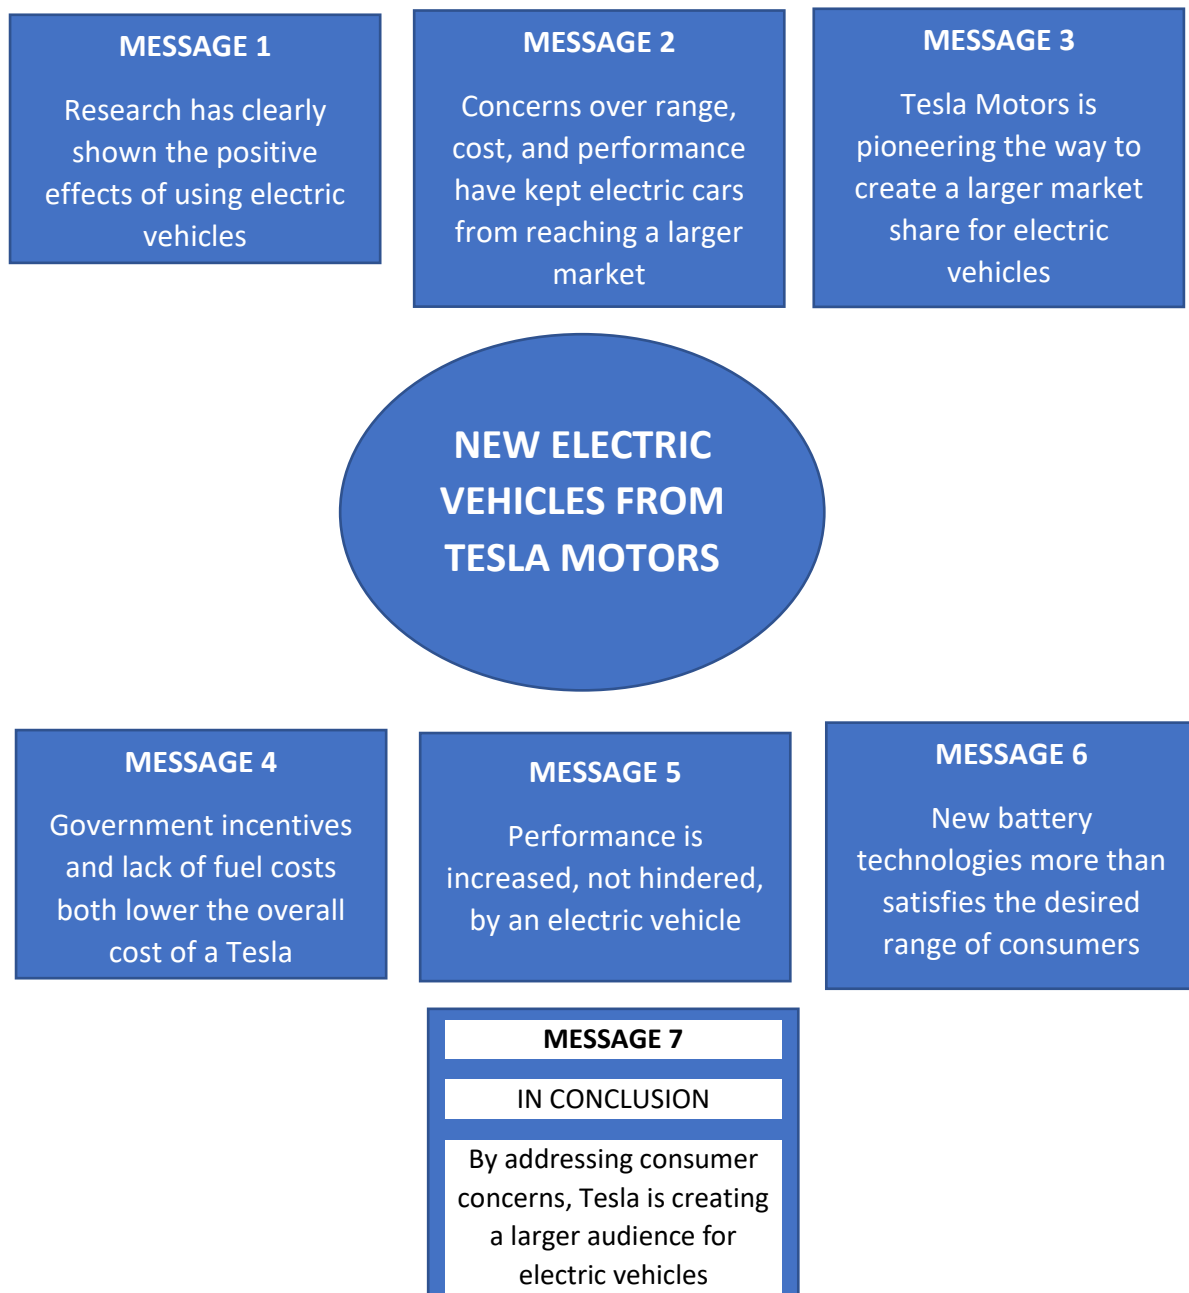 MESSAGE 1
Research has clearly
shown the positive
effects of using electric
vehicles
MESSAGE 2
Concerns over range,
cost, and performance
have kept electric cars
from reaching a larger
market
MESSAGE 3
Tesla Motors is
pioneering the way to
create a larger market
share for electric
vehicles
NEW ELECTRIC
VEHICLES FROM
TESLA MOTORS
MESSAGE 4
Government incentives
and lack of fuel costs
both lower the overall
cost of a Tesla
MESSAGE 5
Performance is
increased, not hindered,
by an electric vehicle
MESSAGE 6
New battery
technologies more than
satisfies the desired
range of consumers
MESSAGE 7
IN CONCLUSION
By addressing consumer
concerns, Tesla is creating
a larger audience for
electric vehicles